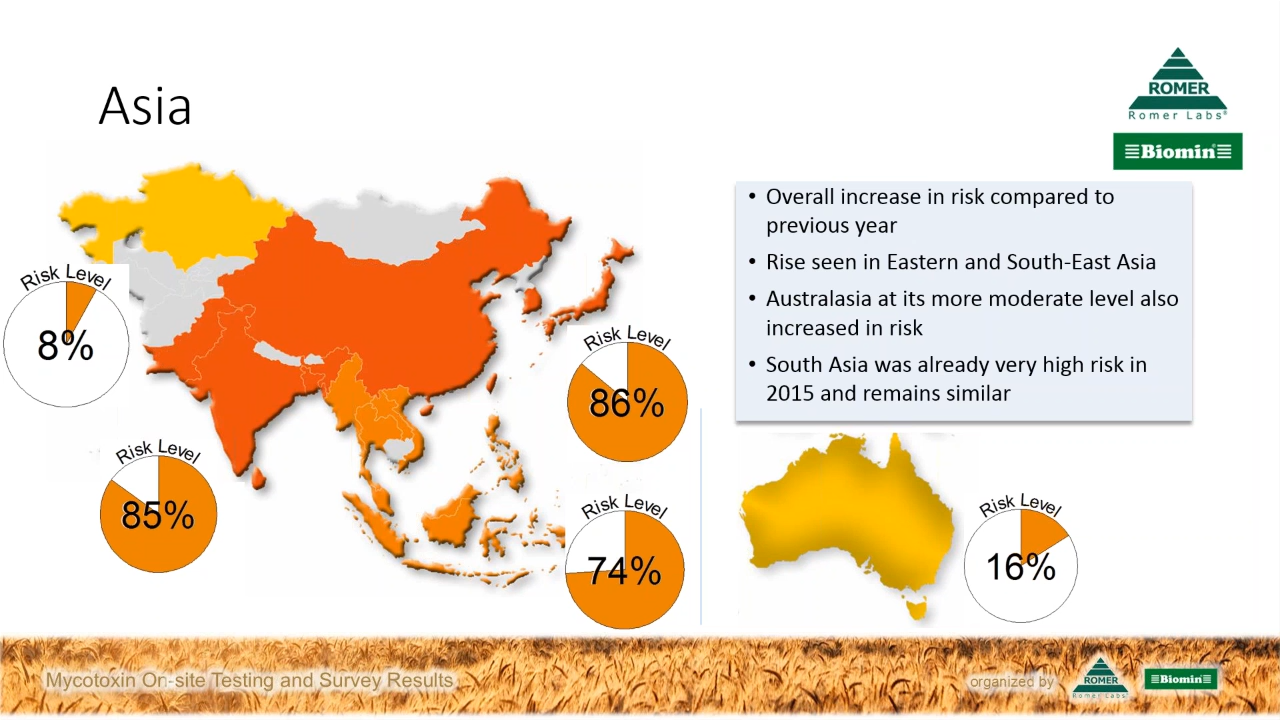 Asia
ROMER
Romer Labs®
Biomin®
• Overall increase in risk compared to
previous year
• Rise seen in Eastern and South-East Asia
• Australasia at its more moderate level also
increased in risk
• South Asia was already very high risk in
2015 and remains similar
Risk Level
8%
Risk Level
86%
Risk Level
85%
Risk Level
74%
Risk Level
16%
Mycotoxin On-site Testing and Survey Results
organized by
ROMER
Romer Labs®
Biomin®